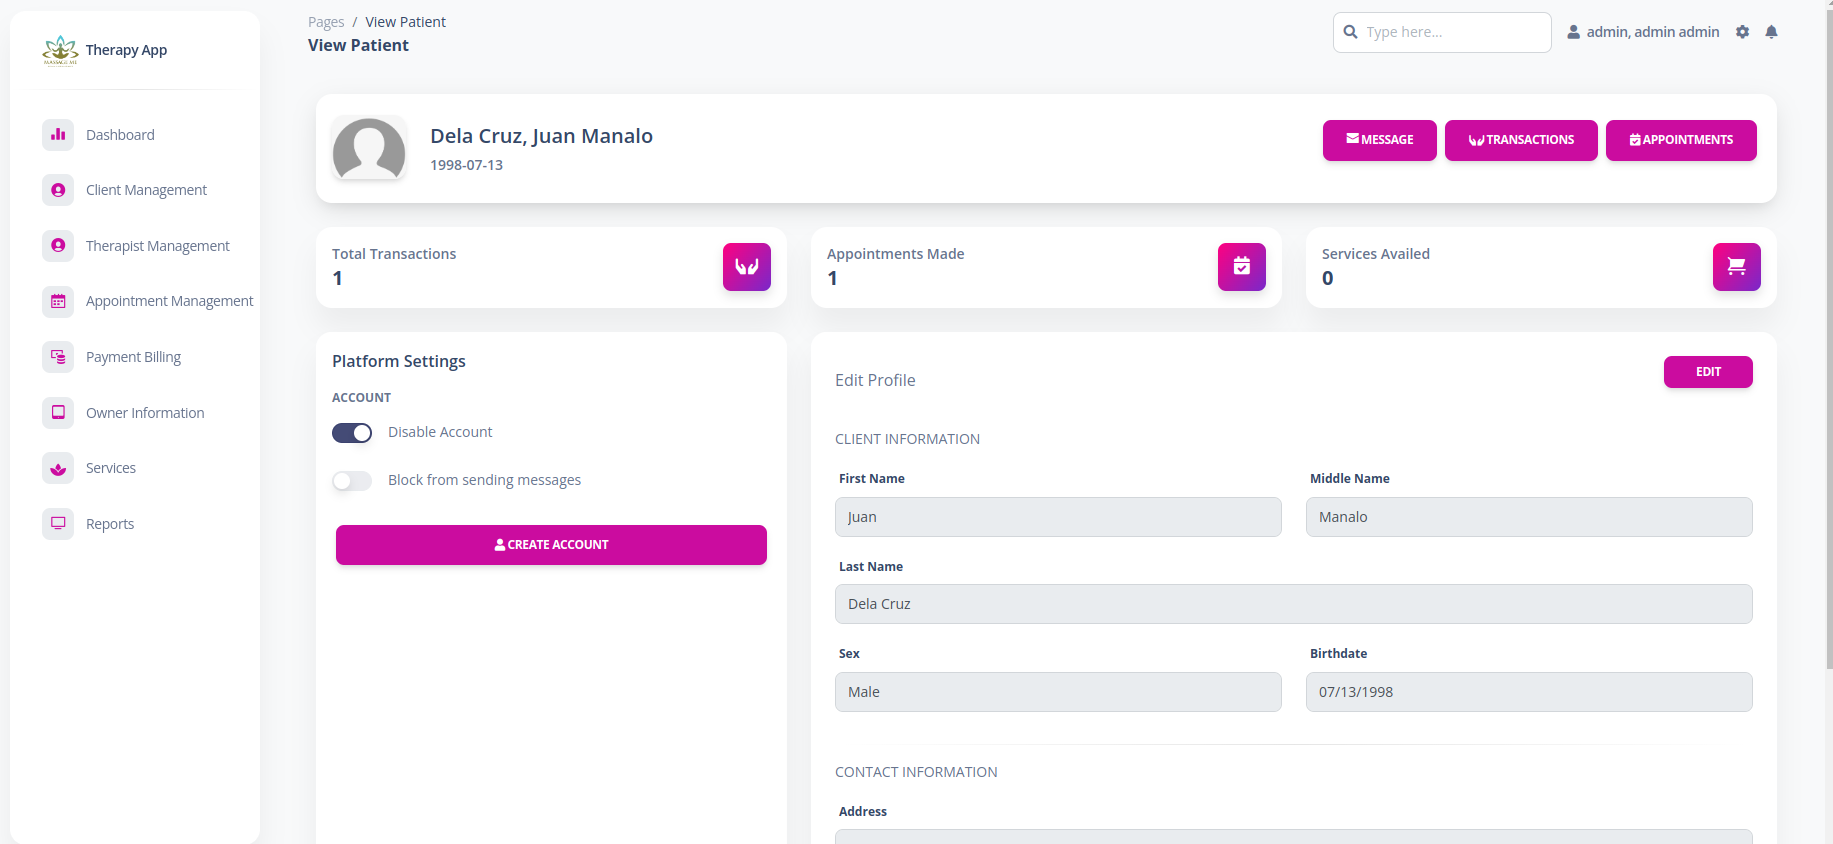 MASSAGE ME
Therapy App
Dashboard
Client Management
Therapist Management
Appointment Management
Payment Billing
Owner Information
Services
Reports
Pages / View Patient
View Patient
Type here...
admin, admin admin
Dela Cruz, Juan Manalo
1998-07-13
MESSAGE
TRANSACTIONS
APPOINTMENTS
Total Transactions
1
Appointments Made
1
Services Availed
0
Platform Settings
ACCOUNT
Disable Account
Block from sending messages
CREATE ACCOUNT
Edit Profile
EDIT
CLIENT INFORMATION
First Name
Middle Name
Juan
Manalo
Last Name
Dela Cruz
Sex
Birthdate
Male
07/13/1998
CONTACT INFORMATION
Address